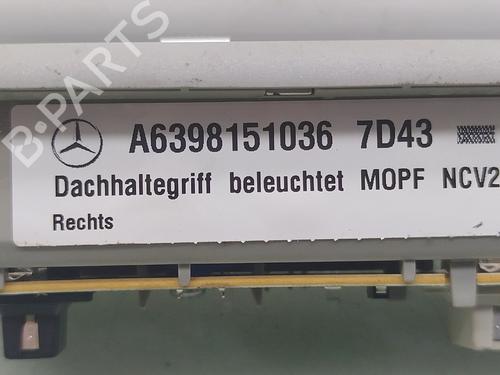 A6398151036 7D43
Dachhaltegriff beleuchtet MOPF NCV2
Rechts
B-PARTS